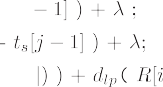 − 1] ) + λ ;
- t_s[j − 1] ) + λ;
|) ) + d_{lp}( R[i